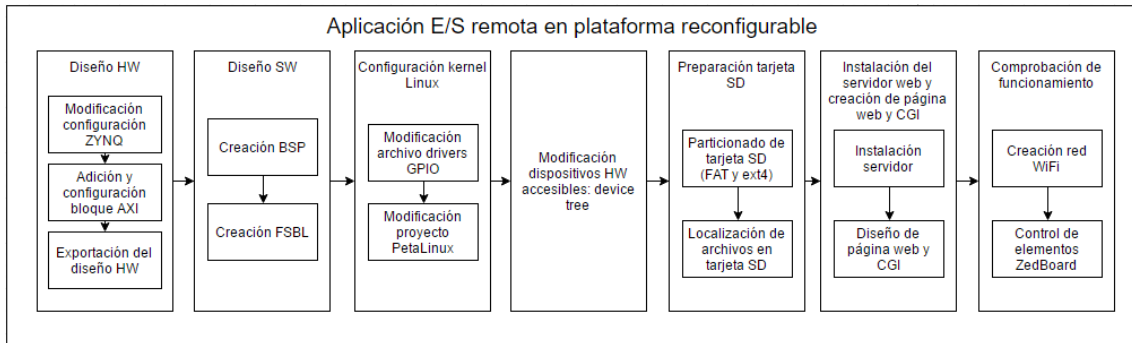 Aplicación E/S remota en plataforma reconfigurable
Diseño HW
Modificación
configuración
ZYNQ
Adición y
configuración
bloque AXI
Exportación del
diseño HW
Diseño SW
Creación BSP
Creación FSBL
Configuración kernel
Linux
Modificación
archivo drivers
GPIO
Modificación
proyecto
PetaLinux
Modificación
dispositivos HW
accesibles: device
tree
Preparación tarjeta
SD
Particionado de
tarjeta SD
(FAT y ext4)
Localización de
archivos en
tarjeta SD
Instalación del
servidor web y
creación de página
web y CGI
Instalación
servidor
Diseño de
página web y
CGI
Comprobación de
funcionamiento
Creación red
WiFi
Control de
elementos
ZedBoard